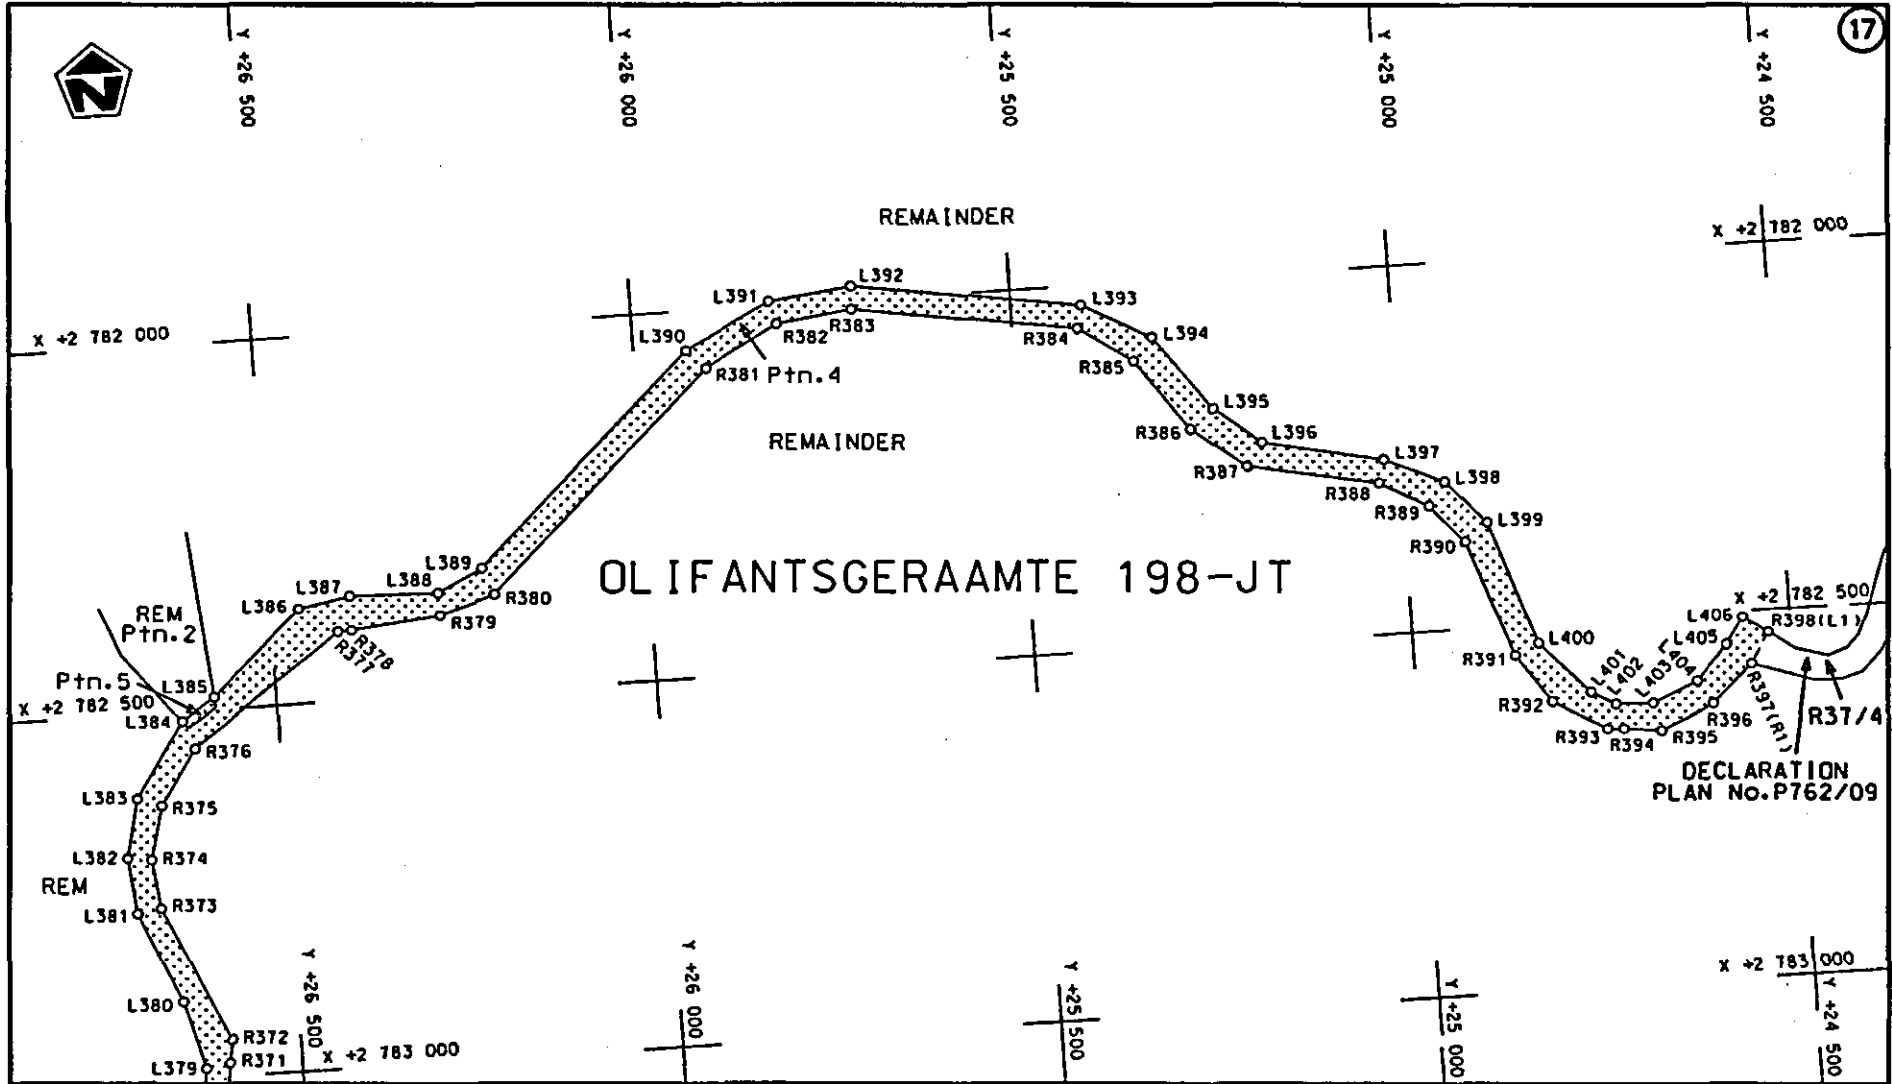 17
Y +26 500
Y +26 000
Y +25 500
Y +25 000
Y +24 500
N
REMAINDER
X +2 782 000
X +2 782 000
L392
L391
L393
R383
R382
R384
L394
L390
R381
Ptn.4
R385
L395
R386
L396
REMAINDER
L397
R387
R388
L398
R389
L399
R390
OLIFANTSGERAAMTE 198-JT
L389
L388
L387
L386
R380
R379
R378
R377
REM
Ptn.2
Ptn.5
L385
X +2 782 500
L384
R376
X +2 782 500
L406
R398(L1)
L405
L404
L403
L402
L401
L400
R391
R392
R393
R394
R395
R396
R397(R1)
R37/4
DECLARATION
PLAN No.P762/09
L383
R375
L382
R374
REM
L381
R373
L380
R372
L379
R371
Y +26 500
X +2 783 000
Y +26 000
Y +25 500
Y +25 000
X +2 783 000
Y +24 500